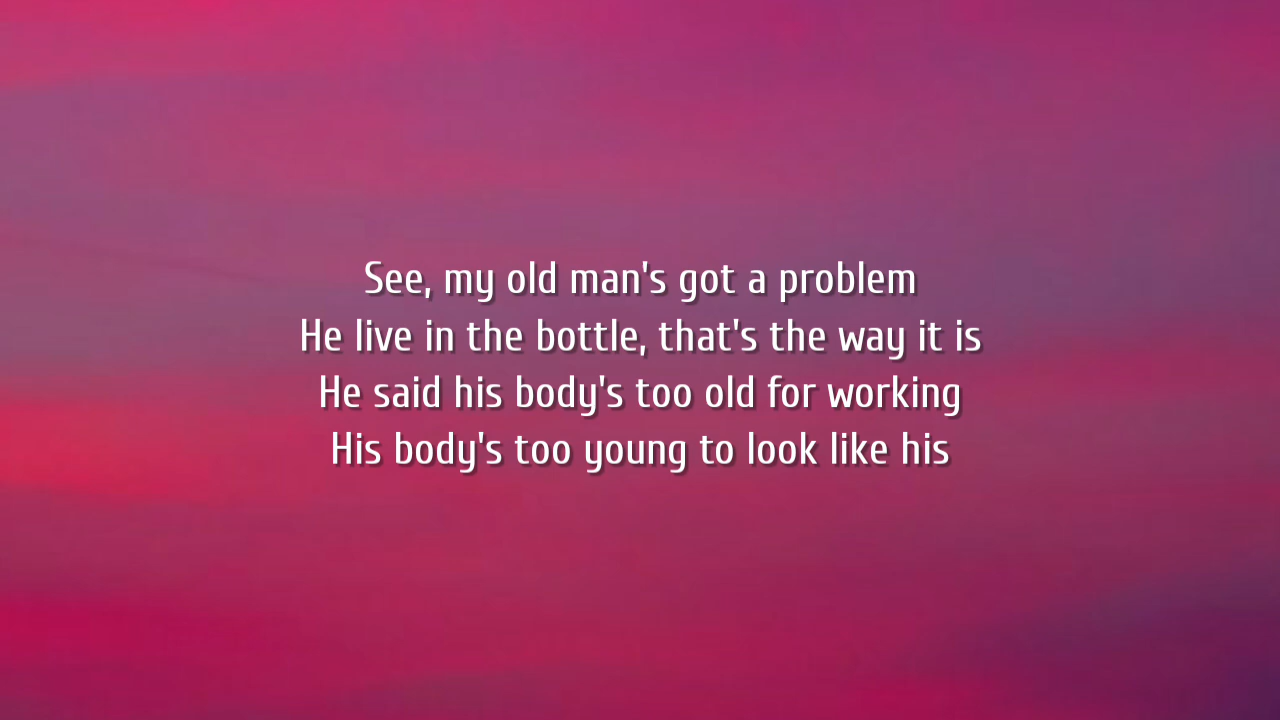 See, my old man's got a problem
He live in the bottle, that's the way it is
He said his body's too old for working
His body's too young to look like his